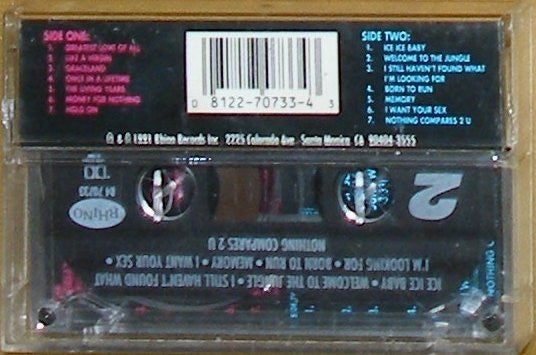 SIDE ONE:
1. GREATEST LOVE OF ALL
2. LIKE A VIRGIN
3. GRACELAND
4. ONCE IN A LIFETIME
5. THE LIVING YEARS
6. MONEY FOR NOTHING
7. HOLD ON
0 8122-70733-4 3
SIDE TWO:
1. ICE ICE BABY
2. WELCOME TO THE JUNGLE
3. I STILL HAVEN'T FOUND WHAT
I'M LOOKING FOR
4. BORN TO RUN
5. MEMORY
6. I WANT YOUR SEX
7. NOTHING COMPARES 2 U
℗ & © 1991 Rhino Records Inc. 2225 Colorado Ave. Santa Monica CA 90404-3555
2
RHINO
R4 70733
ICE ICE BABY • WELCOME TO THE JUNGLE • I STILL HAVEN'T FOUND WHAT
I'M LOOKING FOR • BORN TO RUN • MEMORY • I WANT YOUR SEX •
NOTHING COMPARES 2 U
NOTHING